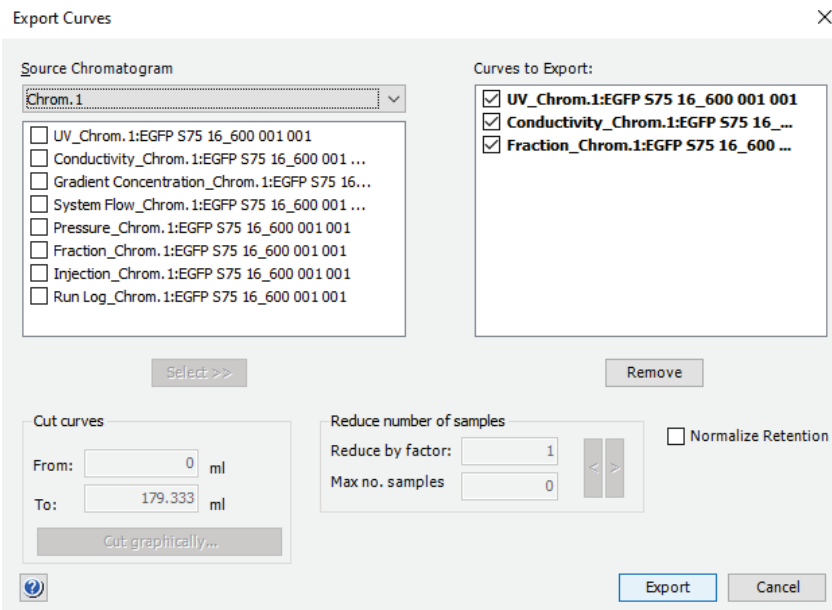 Export Curves
Source Chromatogram
Chrom.1
UV_Chrom.1:EGFP S75 16_600 001 001
Conductivity_Chrom.1:EGFP S75 16_600 001 ...
Gradient Concentration_Chrom.1:EGFP S75 16...
System Flow_Chrom.1:EGFP S75 16_600 001 ...
Pressure_Chrom.1:EGFP S75 16_600 001 001
Fraction_Chrom.1:EGFP S75 16_600 001 001
Injection_Chrom.1:EGFP S75 16_600 001 001
Run Log_Chrom.1:EGFP S75 16_600 001 001
Select >>
Curves to Export:
UV_Chrom.1:EGFP S75 16_600 001 001
Conductivity_Chrom.1:EGFP S75 16_...
Fraction_Chrom.1:EGFP S75 16_600 ...
Remove
Cut curves
From: 0 ml
To: 179.333 ml
Cut graphically...
Reduce number of samples
Reduce by factor: 1
Max no. samples 0
< >
Normalize Retention
?
Export Cancel